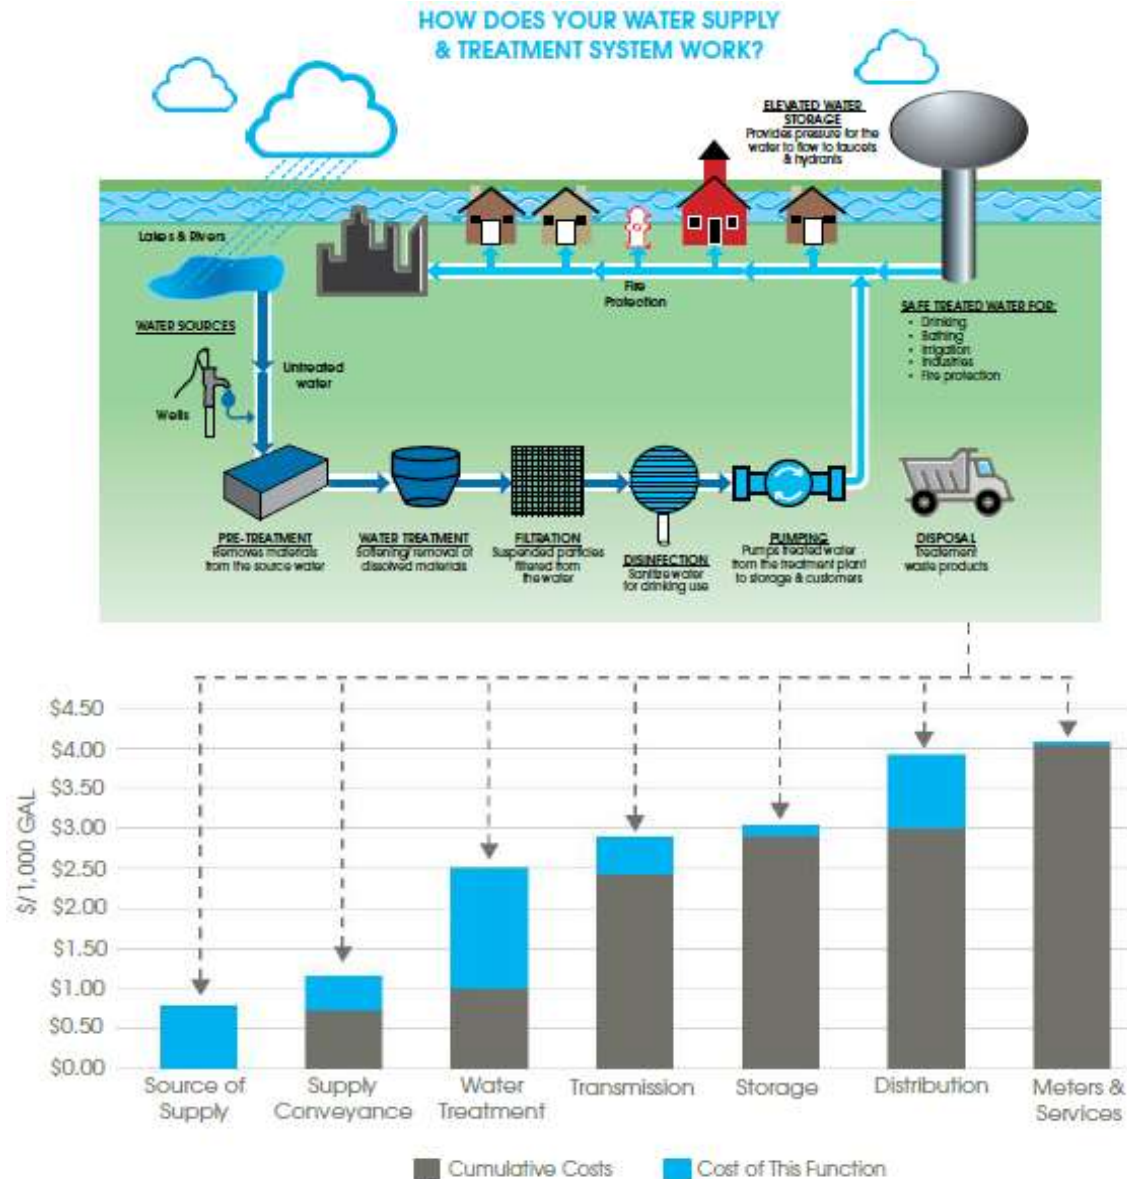 HOW DOES YOUR WATER SUPPLY
& TREATMENT SYSTEM WORK?
ELEVATED WATER
STORAGE
Provides pressure for the
water to flow to faucets
& hydrants
Lakes & Rivers
Fire
Protection
WATER SOURCES
SAFE TREATED WATER FOR:
• Drinking
• Bathing
• Irrigation
• Industries
• Fire protection
Untreated
water
Wells
PRE-TREATMENT
Removes materials
from the source water
WATER TREATMENT
Softening/removal of
dissolved materials
FILTRATION
Suspended particles
filtered from
the water
DISINFECTION
Sanitize water
for drinking use
PUMPING
Pumps treated water
from the treatment plant
to storage & customers
DISPOSAL
Treatement
waste products
$/1,000 GAL
$4.50
$4.00
$3.50
$3.00
$2.50
$2.00
$1.50
$1.00
$0.50
$0.00
Source of
Supply
Supply
Conveyance
Water
Treatment
Transmission
Storage
Distribution
Meters &
Services
Cumulative Costs
Cost of This Function